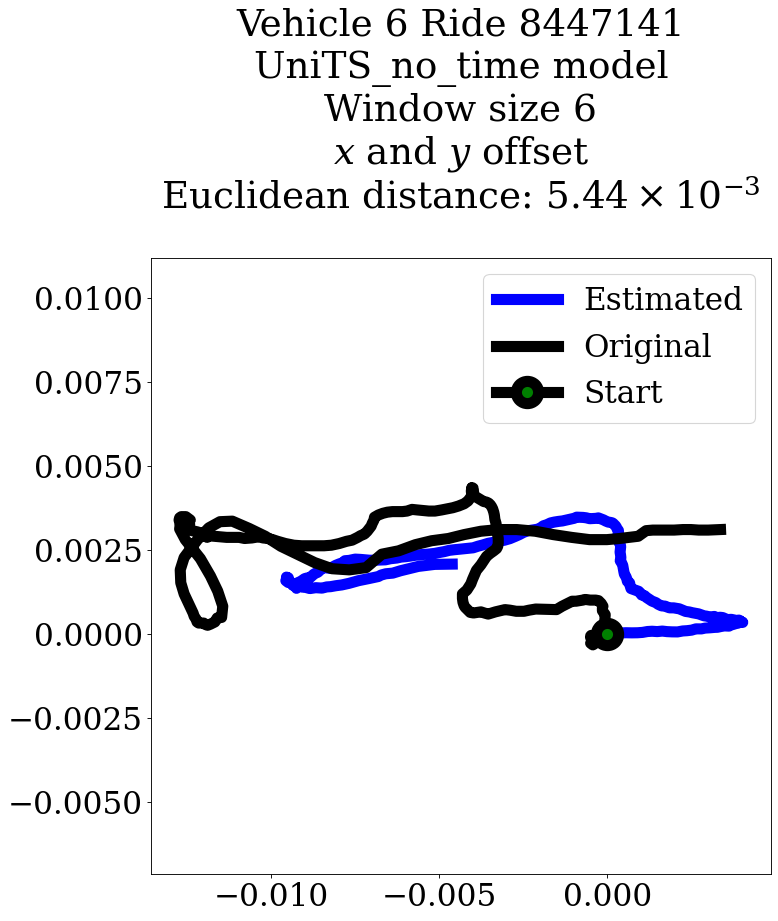 Vehicle 6 Ride 8447141
UniTS_no_time model
Window size 6
x and y offset
Euclidean distance: 5.44 × 10⁻³
Estimated
Original
Start
0.0100
0.0075
0.0050
0.0025
0.0000
−0.0025
−0.0050
−0.010 −0.005 0.000